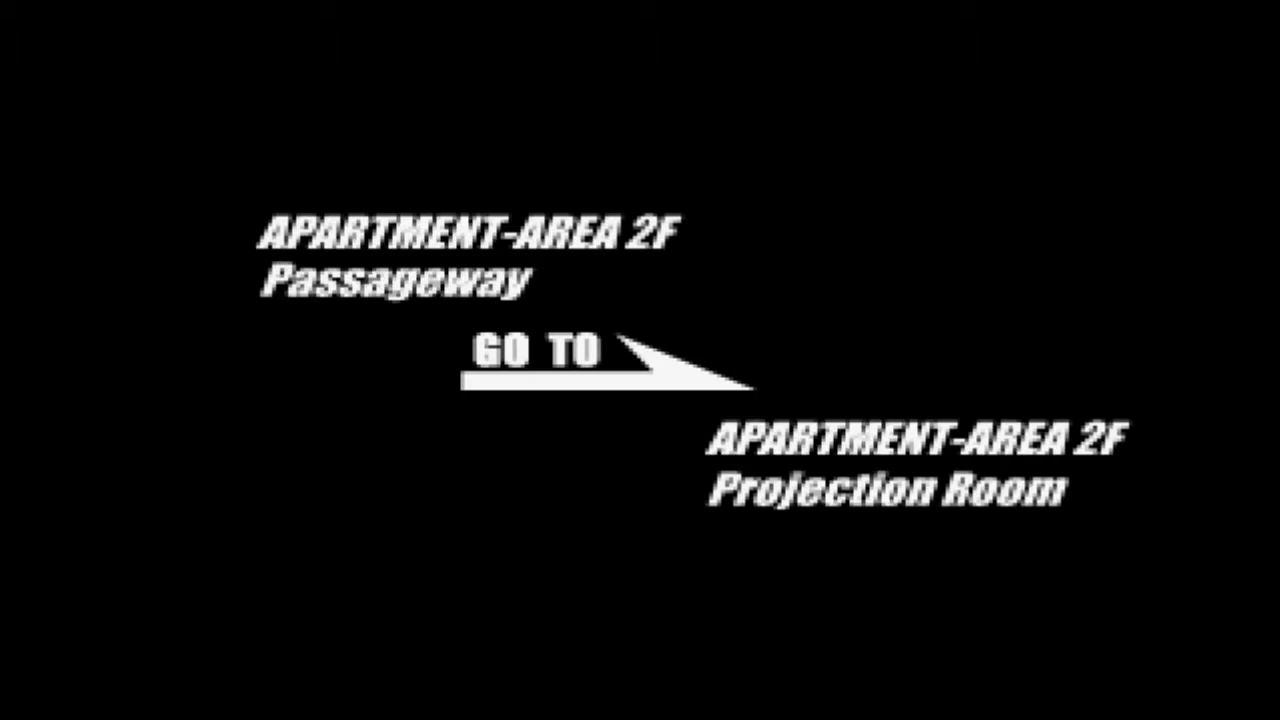 APARTMENT-AREA 2F
Passageway
GO TO
APARTMENT-AREA 2F
Projection Room